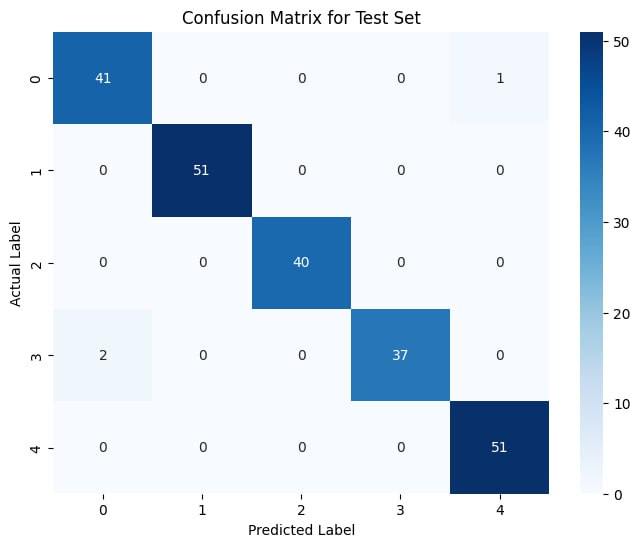 Confusion Matrix for Test Set
50
0 41 0 0 0 1
40
1 0 51 0 0 0
30
Actual Label
2 0 0 40 0 0
20
3 2 0 0 37 0
10
4 0 0 0 0 51
0
0 1 2 3 4
Predicted Label